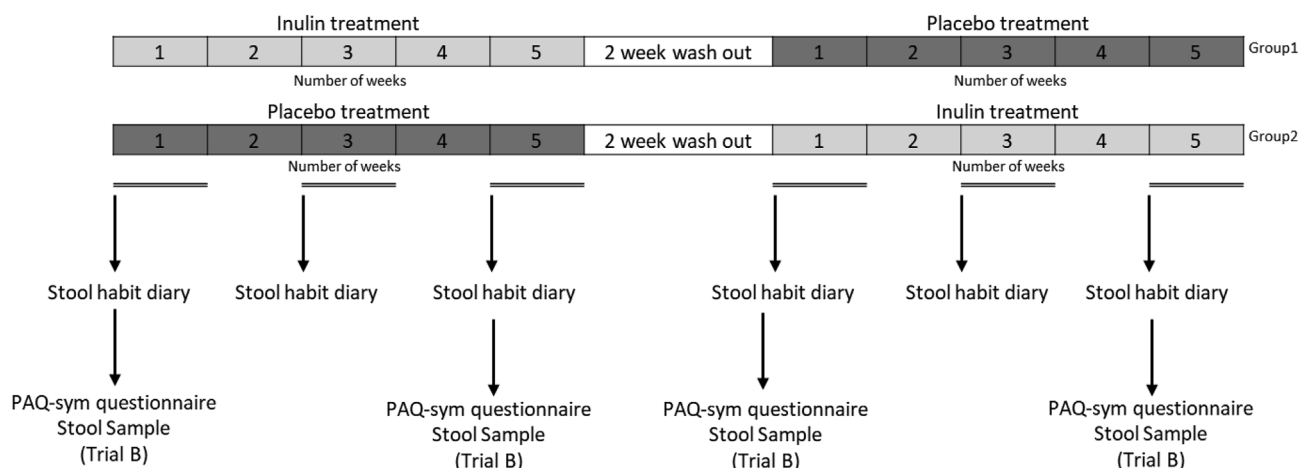 Inulin treatment Placebo treatment
1 2 3 4 5 2 week wash out 1 2 3 4 5 Group1
Number of weeks Number of weeks
Placebo treatment Inulin treatment
1 2 3 4 5 2 week wash out 1 2 3 4 5 Group2
Number of weeks Number of weeks
Stool habit diary Stool habit diary Stool habit diary Stool habit diary Stool habit diary Stool habit diary
PAQ-sym questionnaire PAQ-sym questionnaire PAQ-sym questionnaire PAQ-sym questionnaire
Stool Sample Stool Sample Stool Sample Stool Sample
(Trial B) (Trial B) (Trial B) (Trial B)